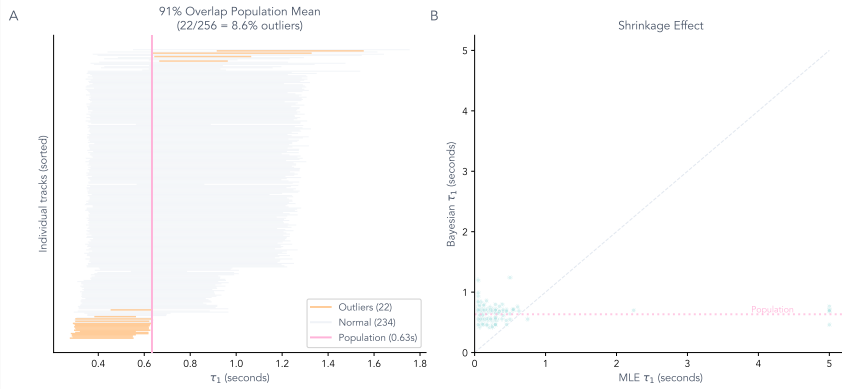 A
91% Overlap Population Mean
(22/256 = 8.6% outliers)
Individual tracks (sorted)
Outliers (22)
Normal (234)
Population (0.63s)
0.4 0.6 0.8 1.0 1.2 1.4 1.6 1.8
τ1 (seconds)
B
Shrinkage Effect
Bayesian τ1 (seconds)
5
4
3
2
1
0
Population
0 1 2 3 4 5
MLE τ1 (seconds)